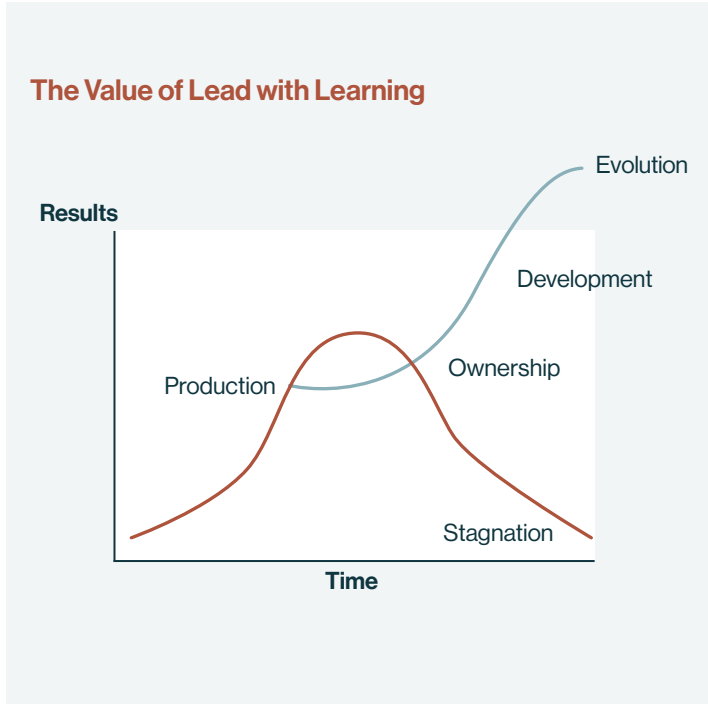 The Value of Lead with Learning
Evolution
Results
Development
Ownership
Production
Stagnation
Time